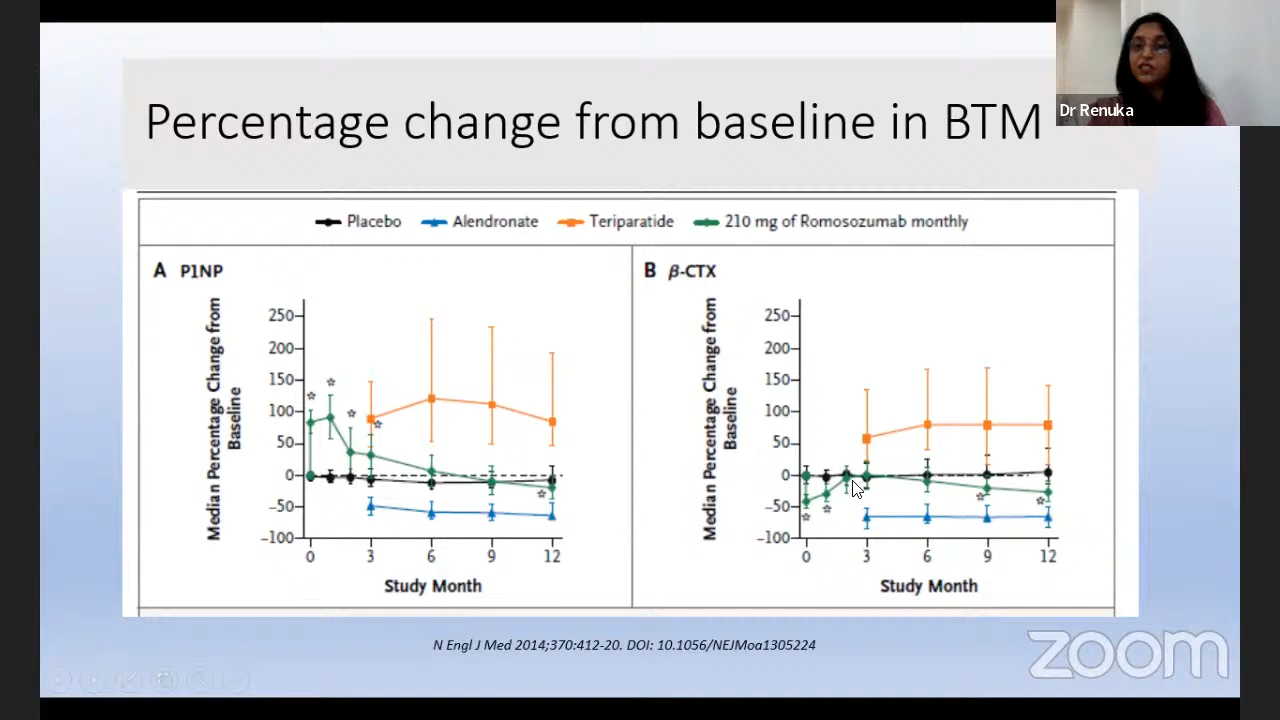 Dr Renuka
Percentage change from baseline in BTM
Placebo
Alendronate
Teriparatide
210 mg of Romosozumab monthly
A P1NP
Median Percentage Change from
Baseline
250
200
150
100
50
0
-50
-100
0 3 6 9 12
Study Month
B β-CTX
Median Percentage Change from
Baseline
250
200
150
100
50
0
-50
-100
0 3 6 9 12
Study Month
N Engl J Med 2014;370:412-20. DOI: 10.1056/NEJMoa1305224
zoom